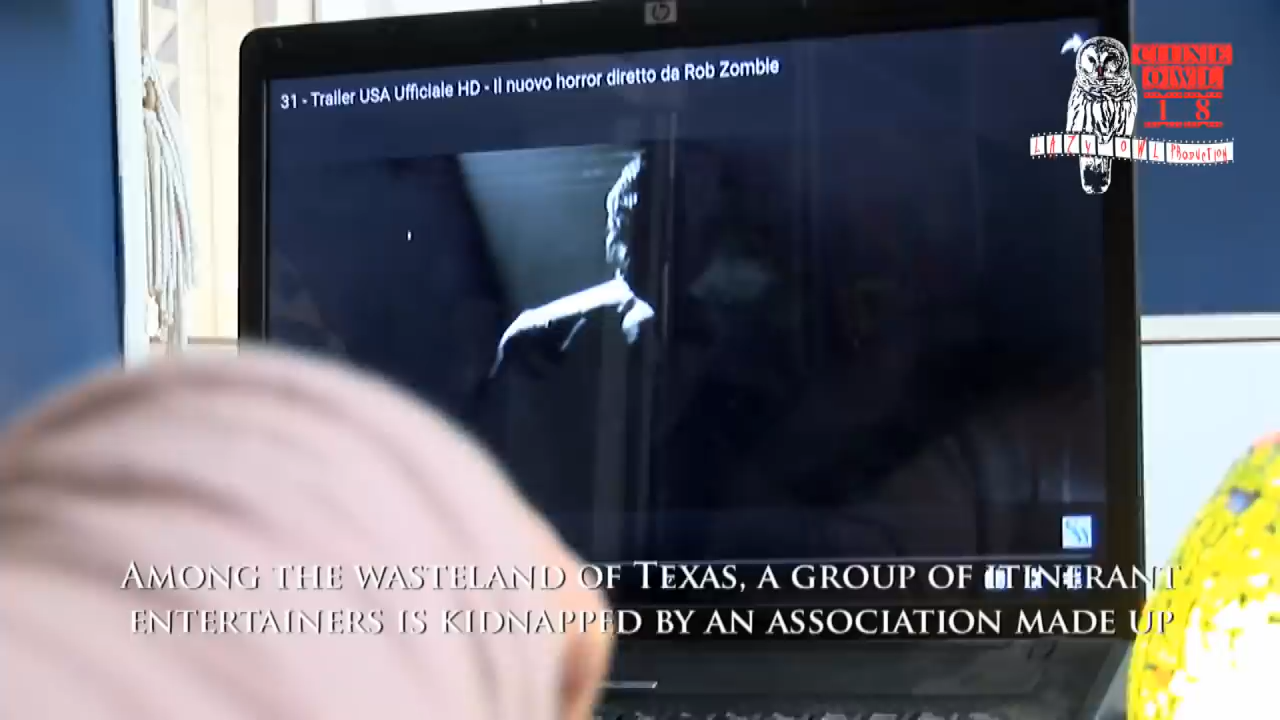 hp
31 - Trailer USA Ufficiale HD - Il nuovo horror diretto da Rob Zombie
CINE
OWL
18
LAZY OWL PRODUCTION
AMONG THE WASTELAND OF TEXAS, A GROUP OF ITINERANT
ENTERTAINERS IS KIDNAPPED BY AN ASSOCIATION MADE UP